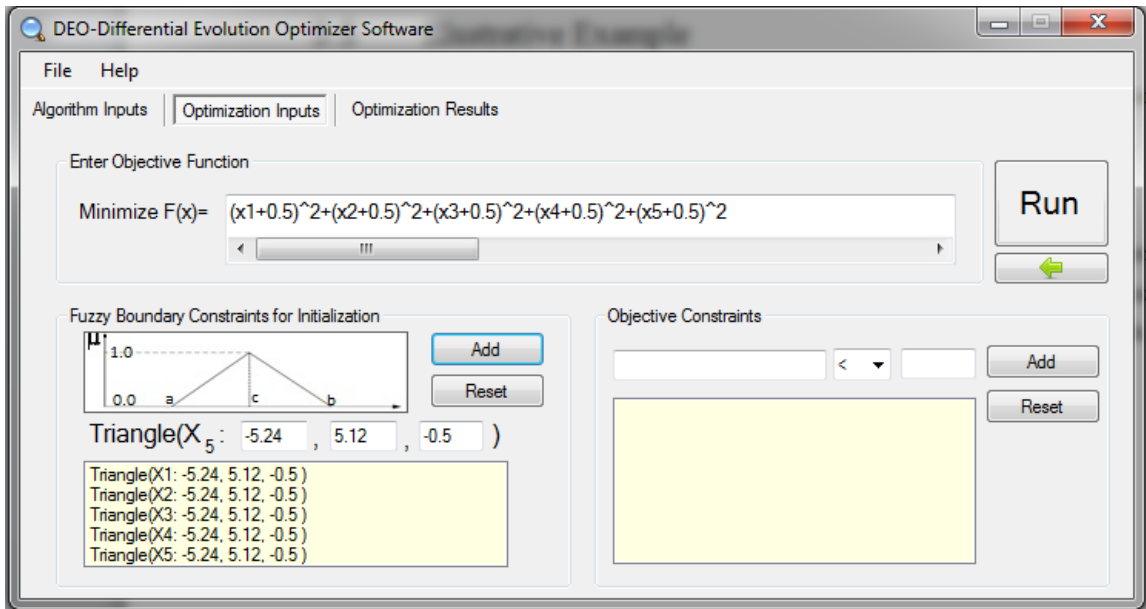 DEO-Differential Evolution Optimizer Software
File Help
Algorithm Inputs Optimization Inputs Optimization Results
Enter Objective Function
Minimize F(x)= (x1+0.5)^2+(x2+0.5)^2+(x3+0.5)^2+(x4+0.5)^2+(x5+0.5)^2
Run
Fuzzy Boundary Constraints for Initialization
μ
1.0
0.0 a c b
Add
Reset
Triangle(X5: -5.24 , 5.12 , -0.5 )
Triangle(X1: -5.24, 5.12, -0.5 )
Triangle(X2: -5.24, 5.12, -0.5 )
Triangle(X3: -5.24, 5.12, -0.5 )
Triangle(X4: -5.24, 5.12, -0.5 )
Triangle(X5: -5.24, 5.12, -0.5 )
Objective Constraints
< Add
Reset